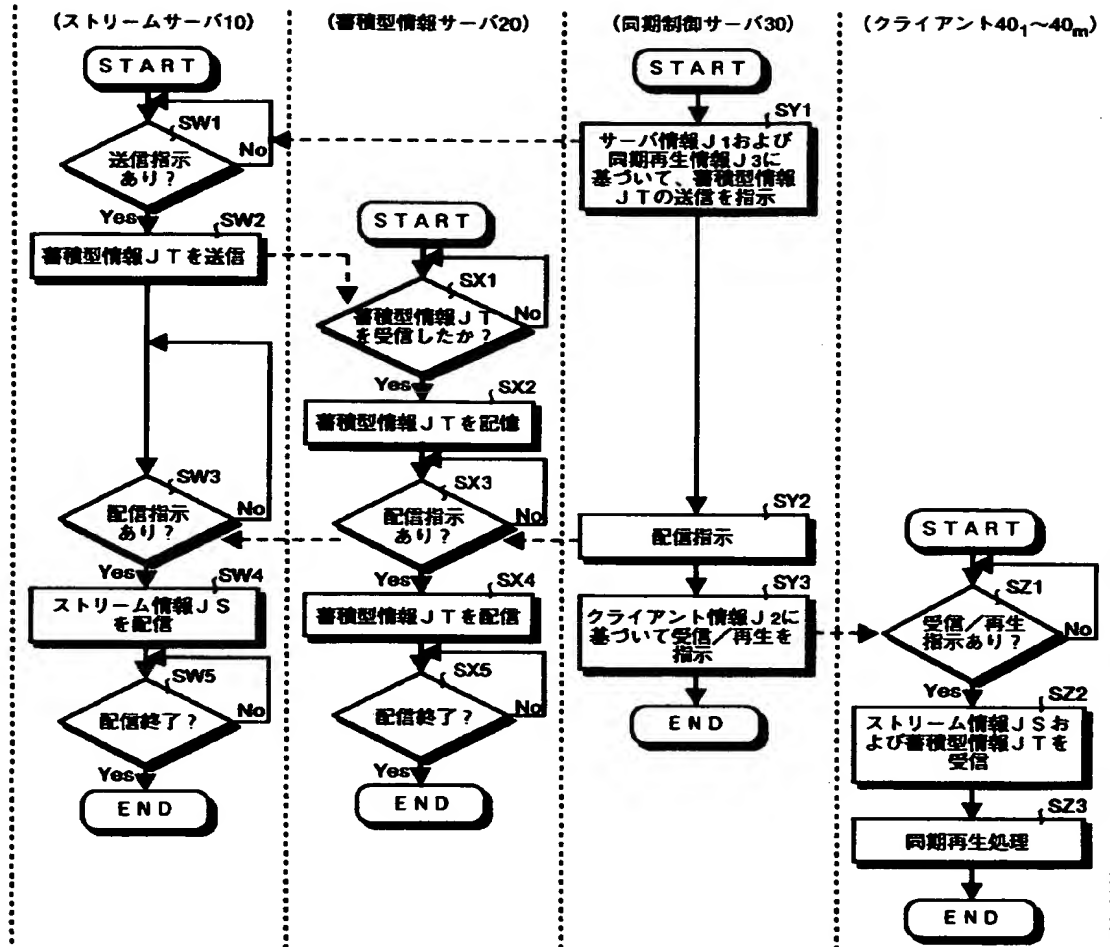 (ストリームサーバ10)
START
SW1
送信指示
あり?
No
Yes
SW2
蓄積型情報JTを送信
SW3
配信指示
あり?
No
Yes
SW4
ストリーム情報JS
を配信
SW5
配信終了?
No
Yes
END
(蓄積型情報サーバ20)
START
SX1
蓄積型情報JT
を受信したか?
No
Yes
SX2
蓄積型情報JTを記憶
SX3
配信指示
あり?
No
Yes
SX4
蓄積型情報JTを配信
SX5
配信終了?
No
Yes
END
(同期制御サーバ30)
START
SY1
サーバ情報J1および
同期再生情報J3に
基づいて、蓄積型情報
JTの送信を指示
SY2
配信指示
SY3
クライアント情報J2に
基づいて受信/再生を
指示
END
(クライアント401~40m)
START
SZ1
受信/再生
指示あり?
No
Yes
SZ2
ストリーム情報JSお
よび蓄積型情報JTを
受信
SZ3
同期再生処理
END